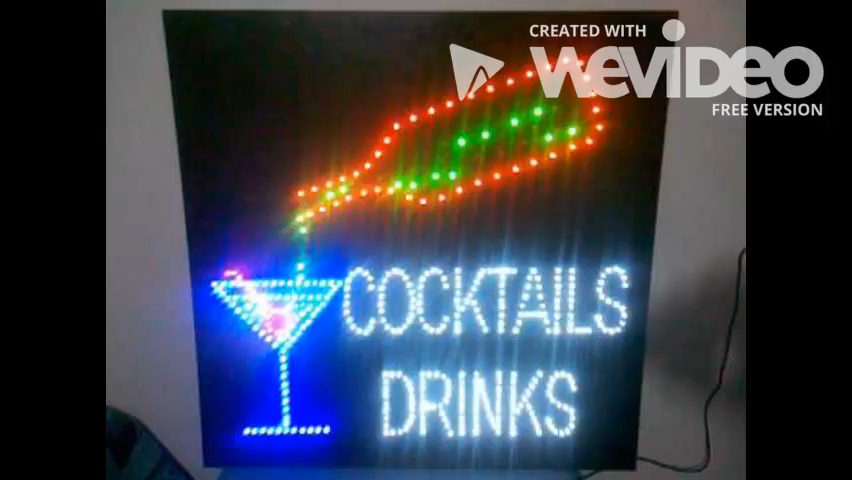 CREATED WITH
WEVIDEO
FREE VERSION
COCKTAILS
DRINKS